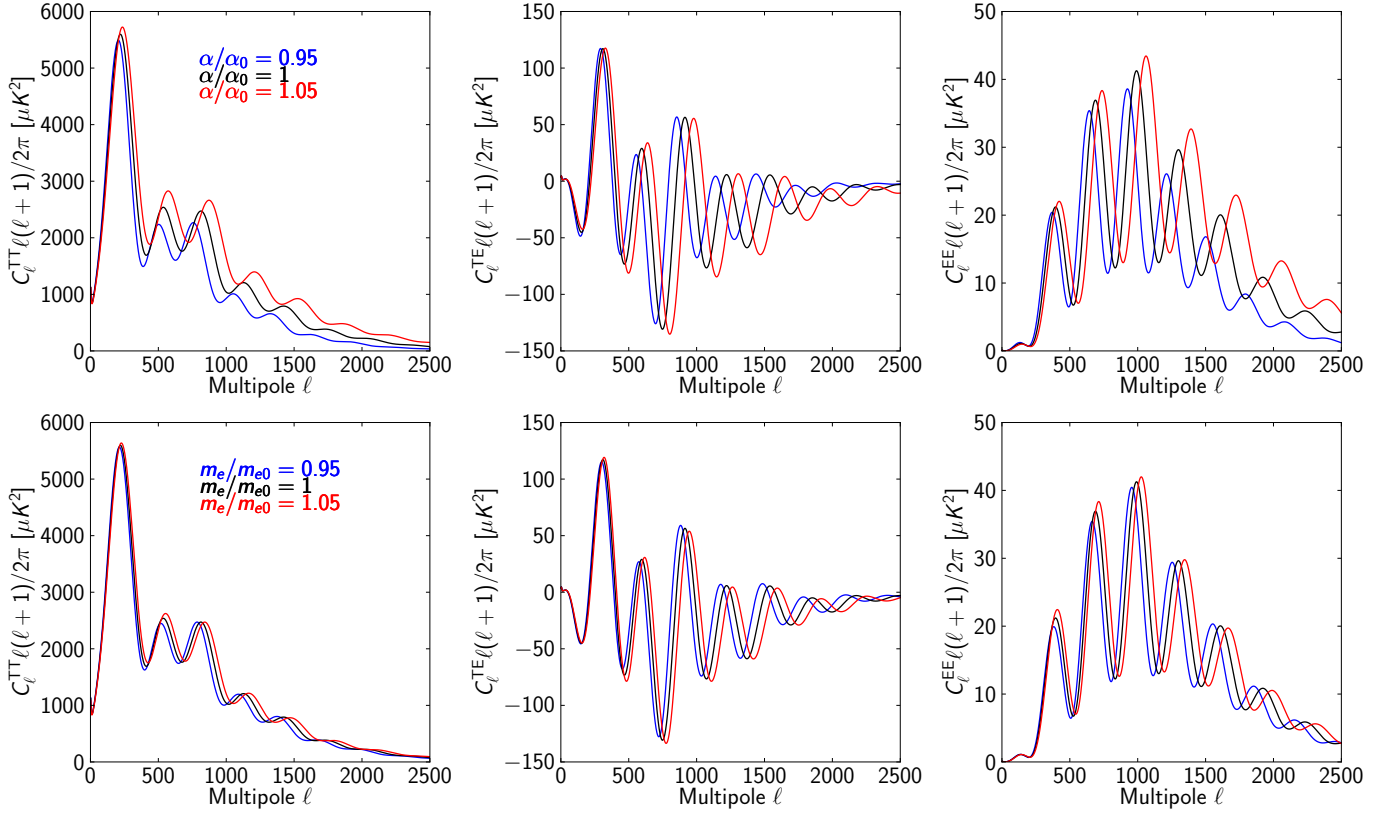 6000
5000
4000
3000
2000
1000
0
0 500 1000 1500 2000 2500
C_ℓ^TT ℓ(ℓ + 1)/2π [μK²]
Multipole ℓ
α/α₀ = 0.95
α/α₀ = 1
α/α₀ = 1.05
150
100
50
0
−50
−100
−150
0 500 1000 1500 2000 2500
C_ℓ^TE ℓ(ℓ + 1)/2π [μK²]
Multipole ℓ
50
40
30
20
10
0
0 500 1000 1500 2000 2500
C_ℓ^EE ℓ(ℓ + 1)/2π [μK²]
Multipole ℓ
6000
5000
4000
3000
2000
1000
0
0 500 1000 1500 2000 2500
C_ℓ^TT ℓ(ℓ + 1)/2π [μK²]
Multipole ℓ
m_e/m_e0 = 0.95
m_e/m_e0 = 1
m_e/m_e0 = 1.05
150
100
50
0
−50
−100
−150
0 500 1000 1500 2000 2500
C_ℓ^TE ℓ(ℓ + 1)/2π [μK²]
Multipole ℓ
50
40
30
20
10
0
0 500 1000 1500 2000 2500
C_ℓ^EE ℓ(ℓ + 1)/2π [μK²]
Multipole ℓ